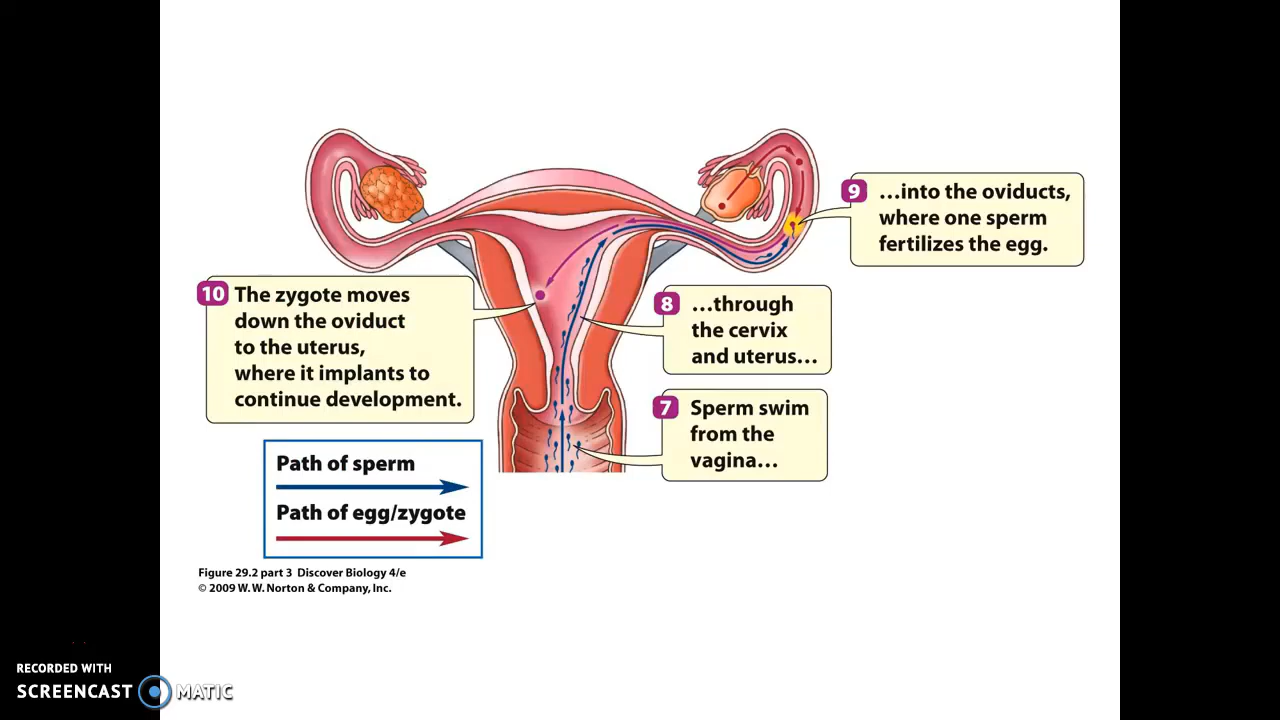 9 ...into the oviducts,
where one sperm
fertilizes the egg.
10 The zygote moves
down the oviduct
to the uterus,
where it implants to
continue development.
8 ...through
the cervix
and uterus...
7 Sperm swim
from the
vagina...
Path of sperm
Path of egg/zygote
Figure 29.2 part 3 Discover Biology 4/e
© 2009 W. W. Norton & Company, Inc.
RECORDED WITH
SCREENCAST MATIC